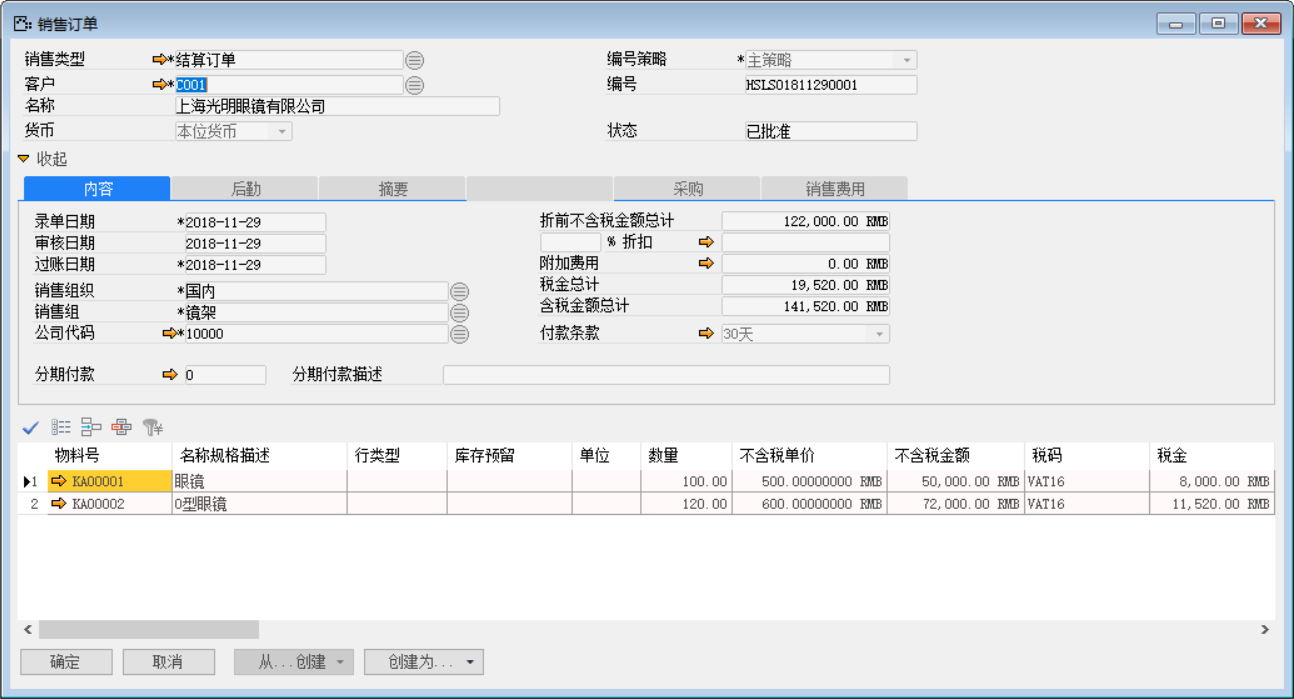 销售订单
销售类型 *结算订单 编号策略 *主策略
客户 *C001 编号 HSLS01811290001
名称 上海光明眼镜有限公司
货币 本位货币 状态 已批准
收起
内容 后勤 摘要 采购 销售费用
录单日期 *2018-11-29 折前不含税金额总计 122,000.00 RMB
审核日期 2018-11-29 % 折扣
过账日期 *2018-11-29 附加费用 0.00 RMB
税金总计 19,520.00 RMB
销售组织 *国内 含税金额总计 141,520.00 RMB
销售组 *镜架
公司代码 *10000 付款条款 30天
分期付款 0 分期付款描述
物料号 名称规格描述 行类型 库存预留 单位 数量 不含税单价 不含税金额 税码 税金
1 KA00001 眼镜 100.00 500.00000000 RMB 50,000.00 RMB VAT16 8,000.00 RMB
2 KA00002 O型眼镜 120.00 600.00000000 RMB 72,000.00 RMB VAT16 11,520.00 RMB
确定 取消 从...创建 创建为...